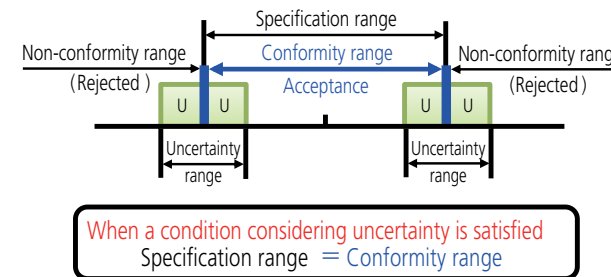 Specification range
Non-conformity range
Conformity range
Non-conformity range
(Rejected )
Acceptance
(Rejected )
U U
U U
Uncertainty
range
Uncertainty
range
When a condition considering uncertainty is satisfied
Specification range = Conformity range